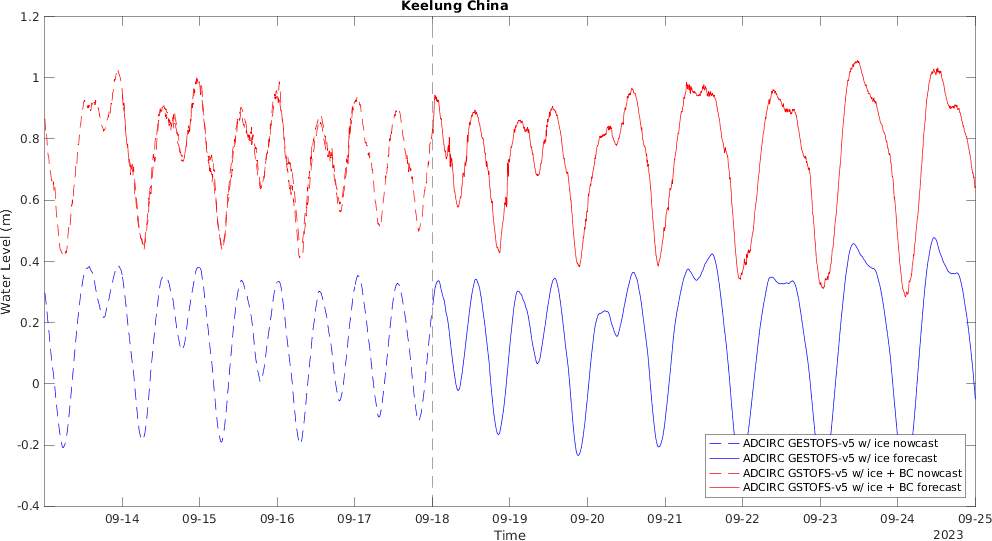 Keelung China
1.2
1
0.8
0.6
0.4
0.2
0
-0.2
-0.4
Water Level (m)
ADCIRC GESTOFS-v5 w/ ice nowcast
ADCIRC GESTOFS-v5 w/ ice forecast
ADCIRC GSTOFS-v5 w/ ice + BC nowcast
ADCIRC GSTOFS-v5 w/ ice + BC forecast
09-14 09-15 09-16 09-17 09-18 09-19 09-20 09-21 09-22 09-23 09-24 09-25
Time
2023